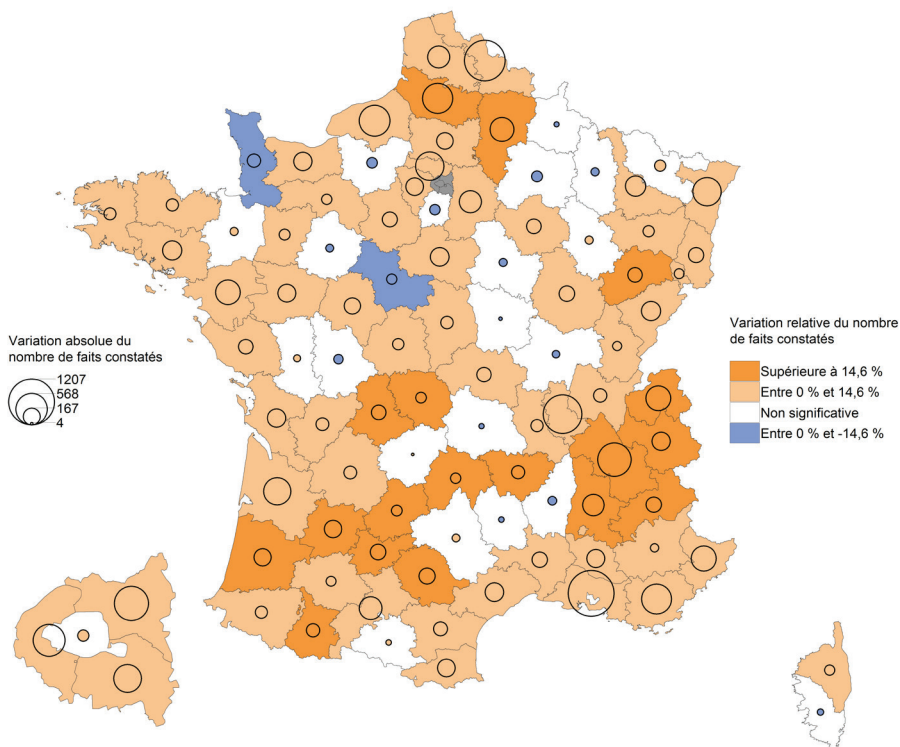 Variation absolue du
nombre de faits constatés
1207
568
167
4
Variation relative du nombre
de faits constatés
Supérieure à 14,6 %
Entre 0 % et 14,6 %
Non significative
Entre 0 % et -14,6 %